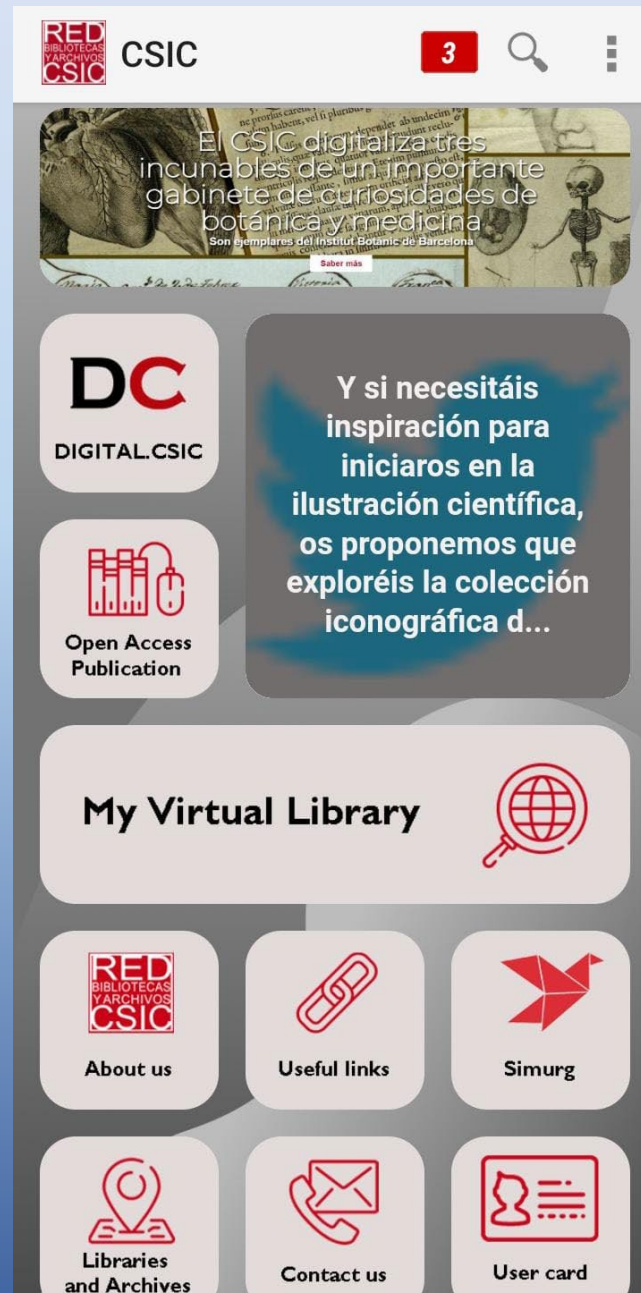 RED
BIBLIOTECAS
Y ARCHIVOS
CSIC
CSIC
3
El CSIC digitaliza tres
incunables de un importante
gabinete de curiosidades de
botánica y medicina
Son ejemplares del Institut Botànic de Barcelona
Saber más
DC
DIGITAL.CSIC
Open Access
Publication
Y si necesitáis
inspiración para
iniciaros en la
ilustración científica,
os proponemos que
exploréis la colección
iconográfica d...
My Virtual Library
RED
BIBLIOTECAS
Y ARCHIVOS
CSIC
About us
Useful links
Simurg
Libraries
and Archives
Contact us
User card